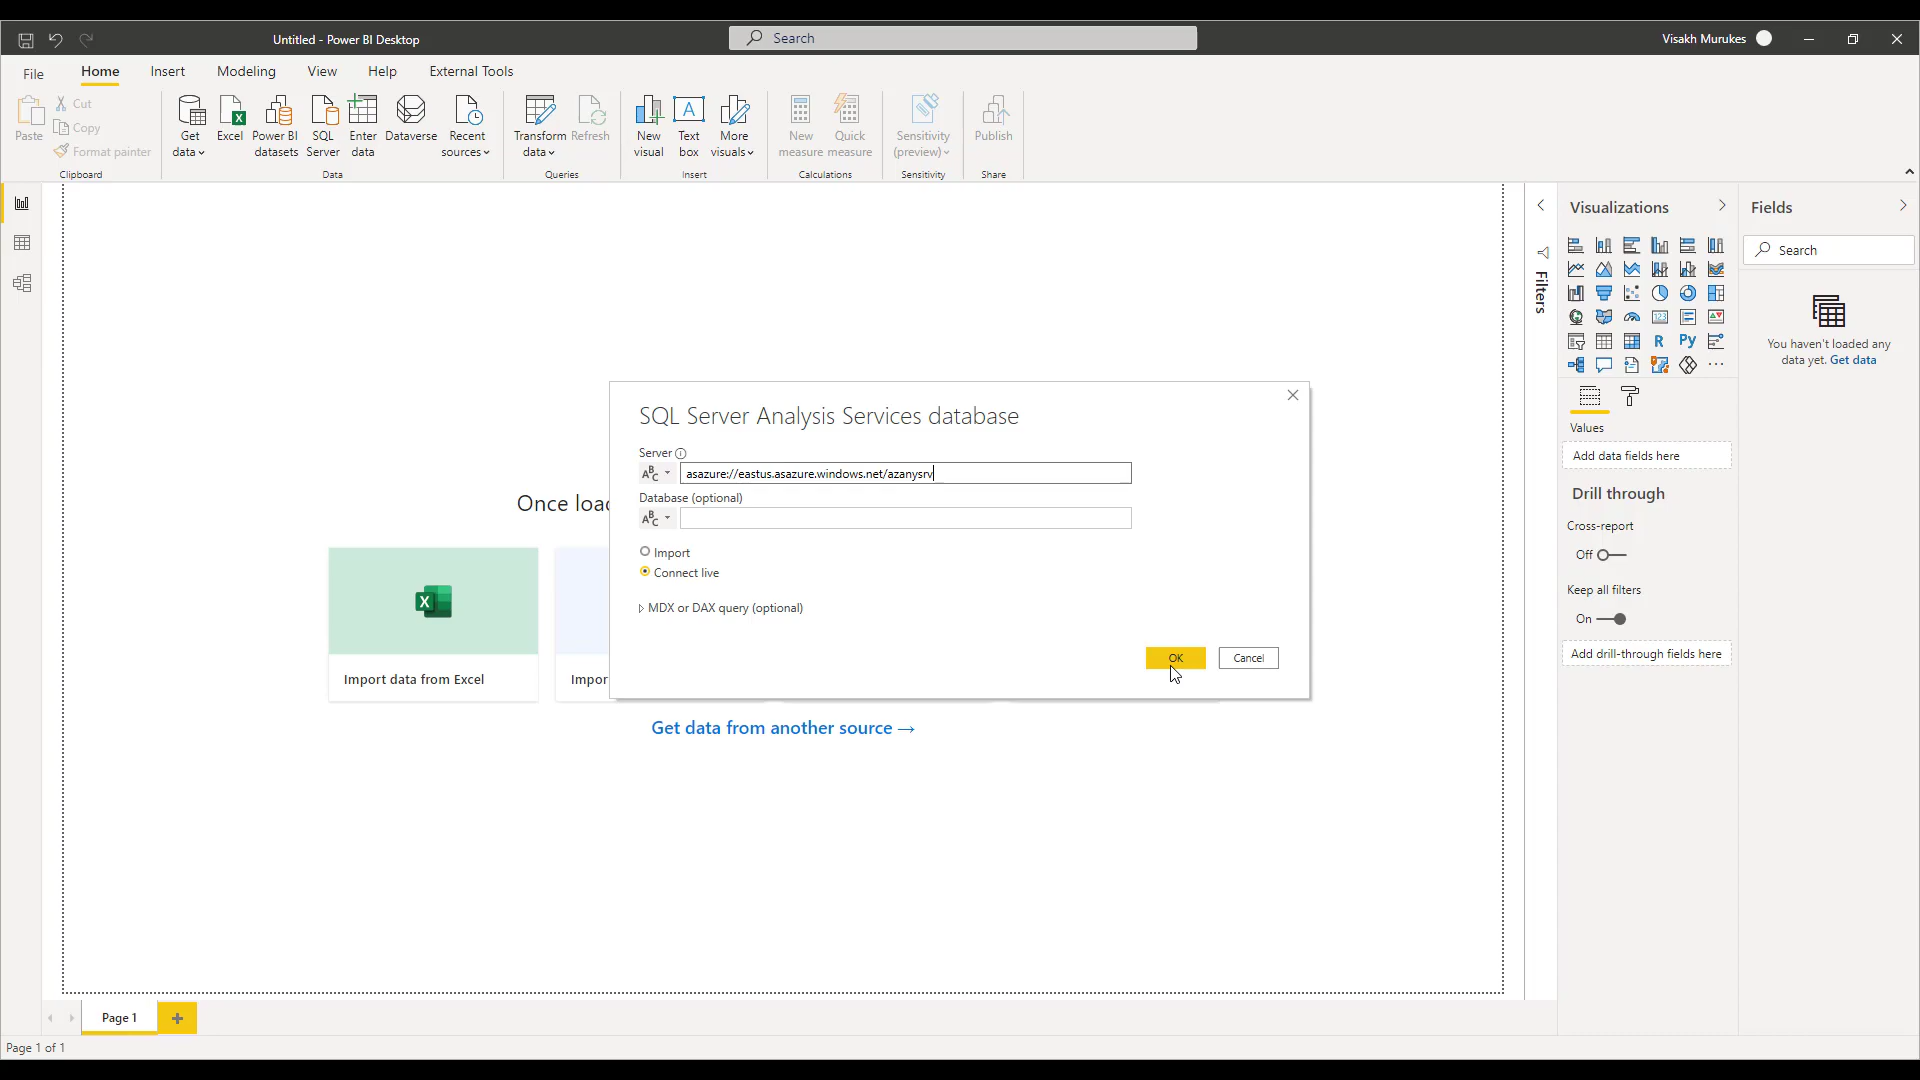 Untitled - Power BI Desktop
Search
Visakh Murukes
File
Home
Insert
Modeling
View
Help
External Tools
Paste
Cut
Copy
Format painter
Clipboard
Get data
Excel
Power BI datasets
SQL Server
Enter data
Dataverse
Recent sources
Data
Transform data
Refresh
Queries
New visual
Text box
More visuals
Insert
New measure
Quick measure
Calculations
Sensitivity (preview)
Sensitivity
Publish
Share
Once load
Import data from Excel
Impor
Get data from another source →
SQL Server Analysis Services database
Server
asazure://eastus.asazure.windows.net/azanysrv
Database (optional)
Import
Connect live
MDX or DAX query (optional)
OK
Cancel
Filters
Visualizations
R
Py
123
Values
Add data fields here
Drill through
Cross-report
Off
Keep all filters
On
Add drill-through fields here
Fields
Search
You haven't loaded any
data yet. Get data
Page 1
Page 1 of 1